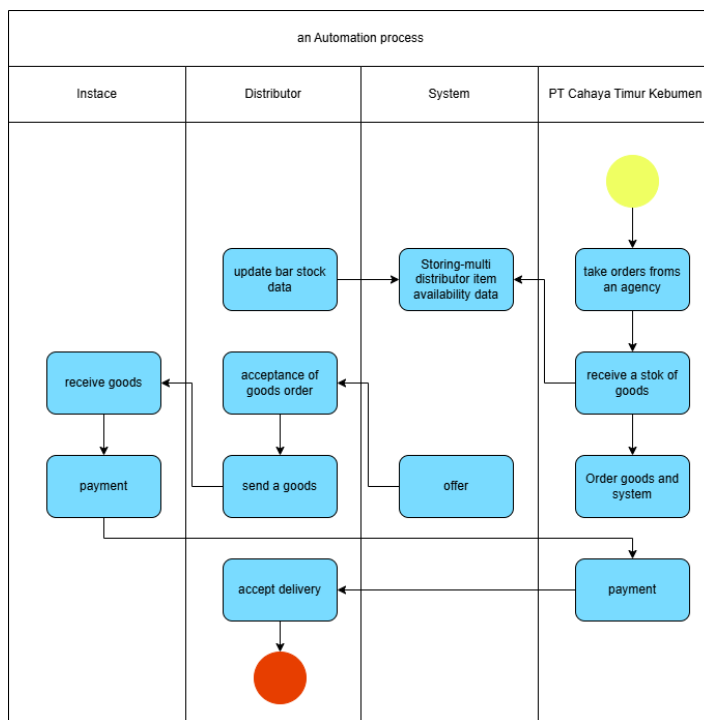 an Automation process
Instace
Distributor
System
PT Cahaya Timur Kebumen
update bar stock
data
Storing-multi
distributor item
availability data
take orders froms
an agency
receive goods
acceptance of
goods order
receive a stok of
goods
payment
send a goods
offer
Order goods and
system
accept delivery
payment